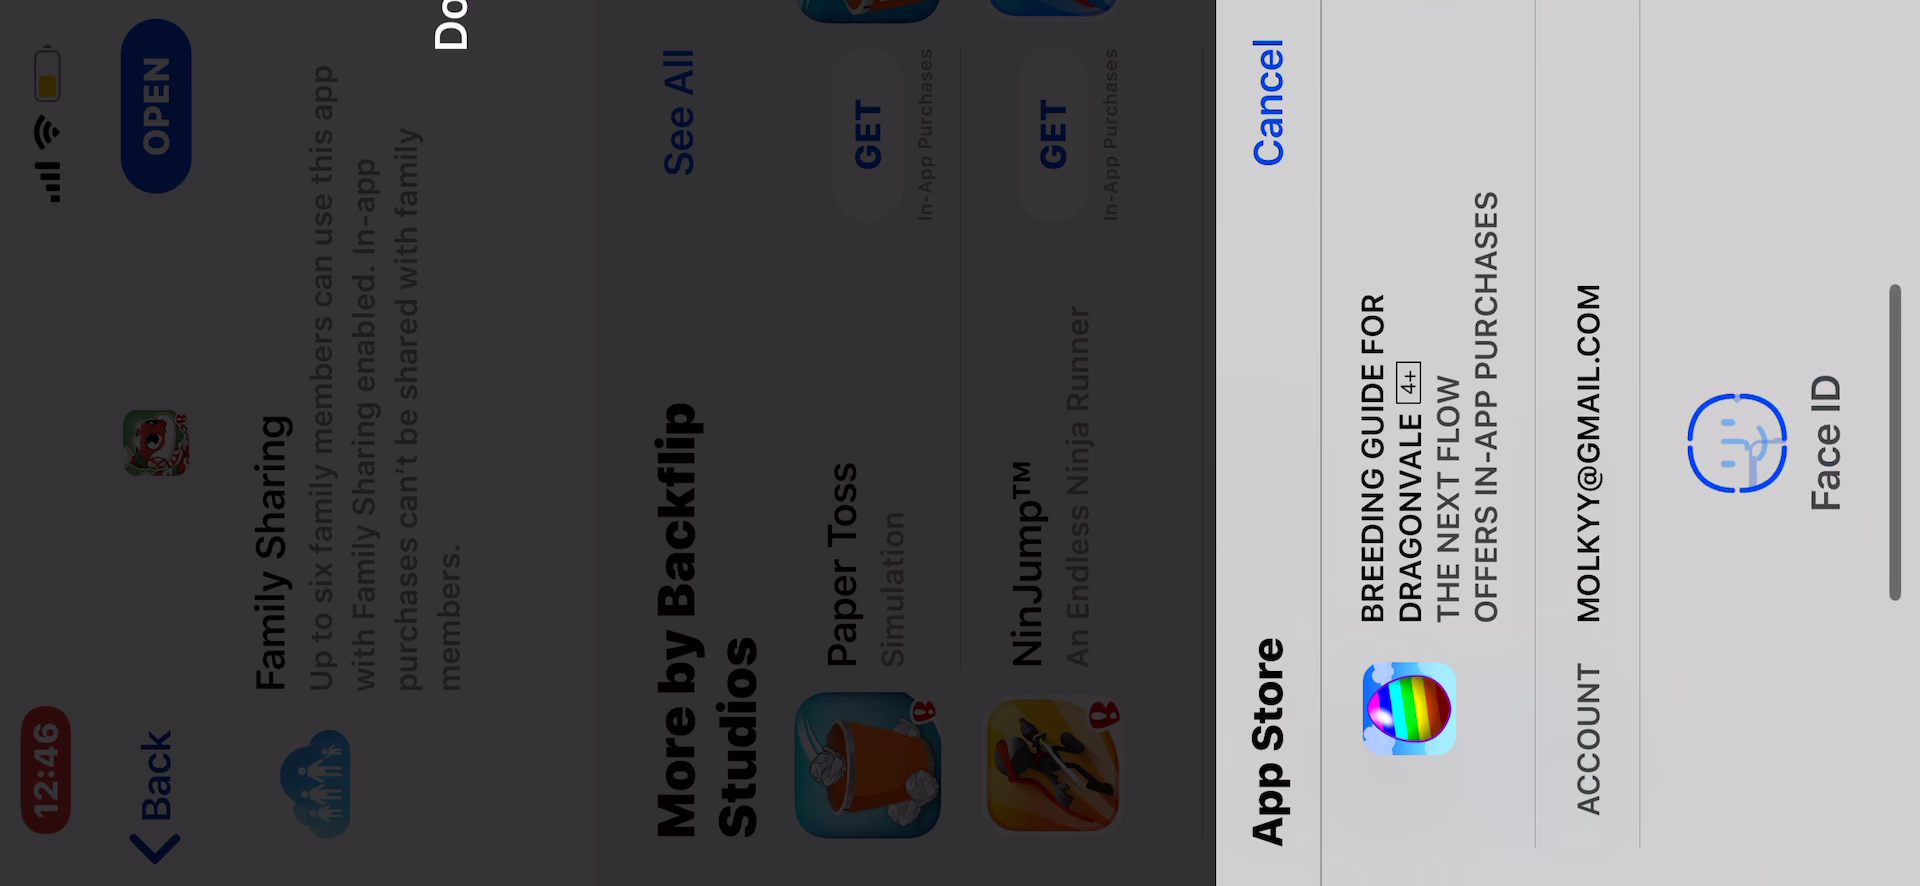 12:46
Back
OPEN
Family Sharing
Up to six family members can use this app
with Family Sharing enabled. In-app
purchases can't be shared with family
members.
Do
More by Backflip
Studios
See All
Paper Toss
Simulation
GET
In-App Purchases
NinJump™
An Endless Ninja Runner
GET
In-App Purchases
App Store
Cancel
BREEDING GUIDE FOR
DRAGONVALE 4+
THE NEXT FLOW
OFFERS IN-APP PURCHASES
ACCOUNT MOLKYY@GMAIL.COM
Face ID